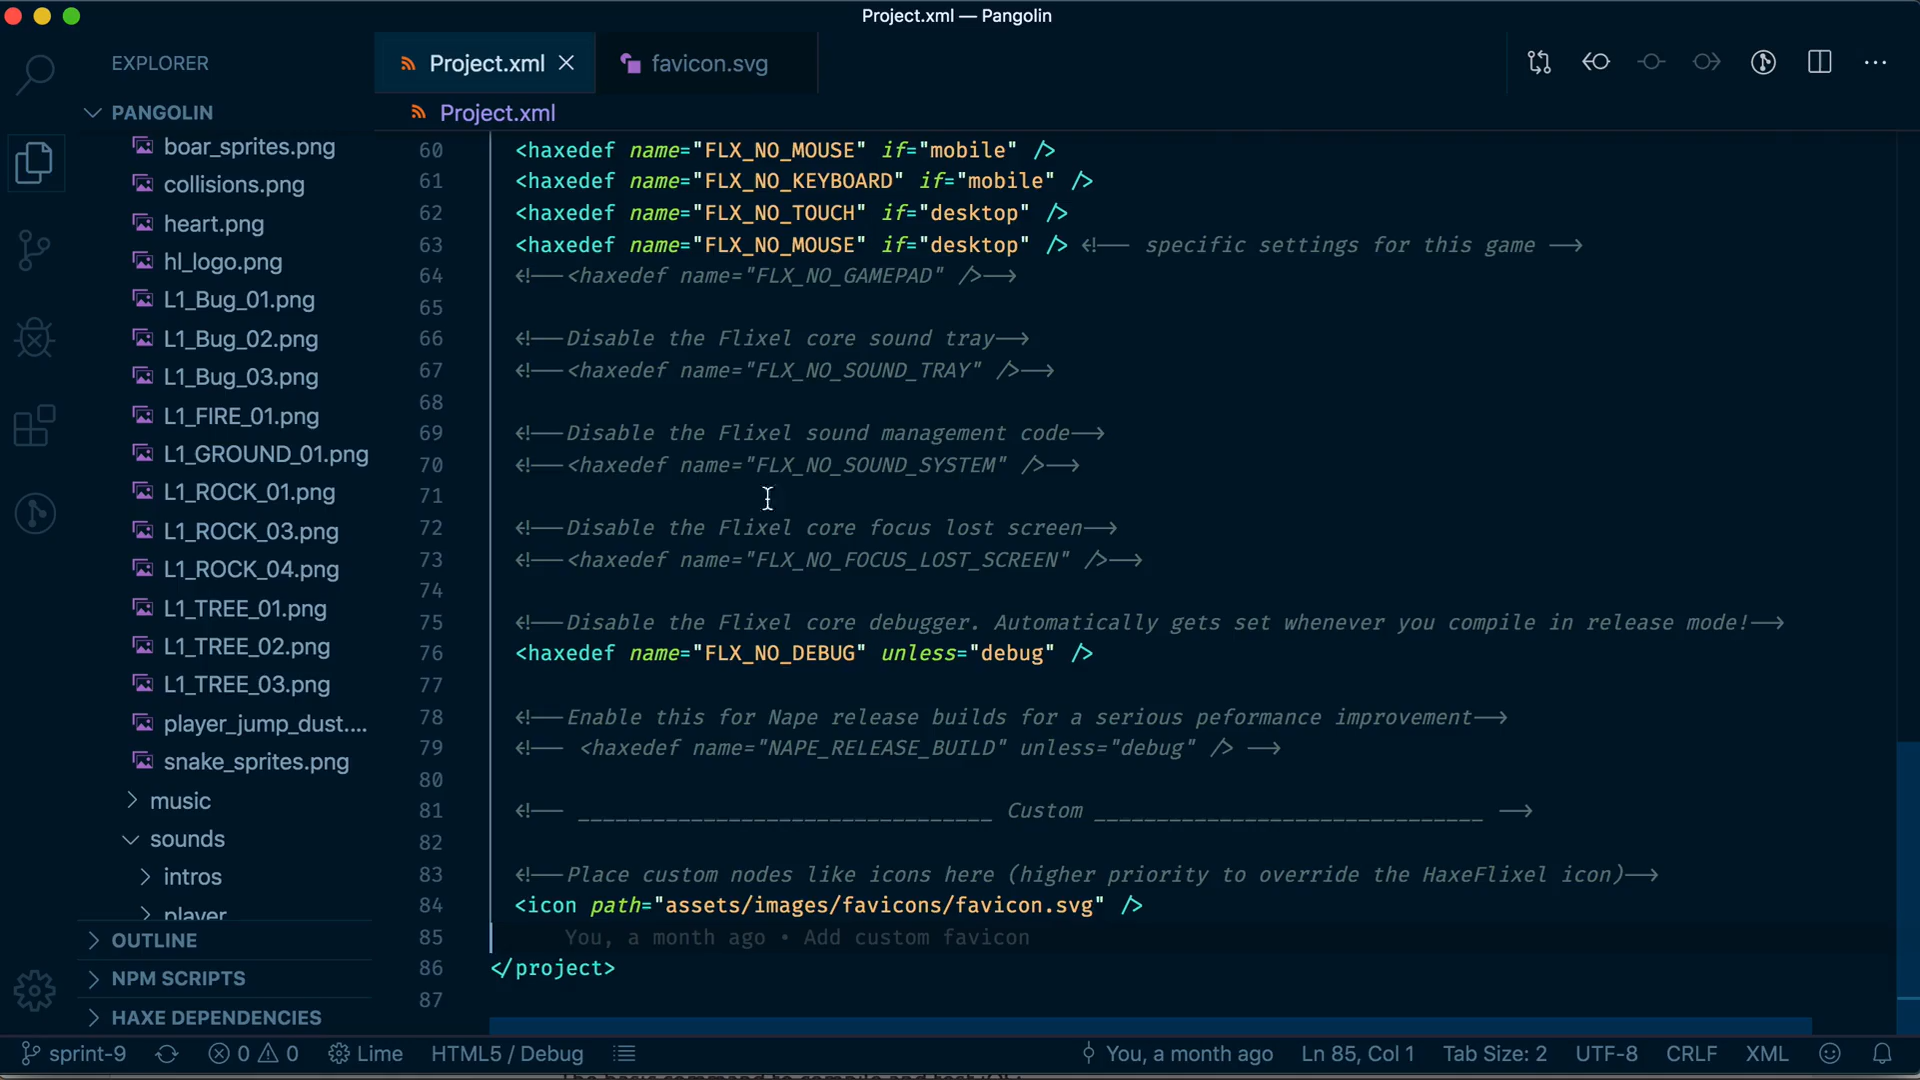 Project.xml — Pangolin
EXPLORER
PANGOLIN
boar_sprites.png
collisions.png
heart.png
hl_logo.png
L1_Bug_01.png
L1_Bug_02.png
L1_Bug_03.png
L1_FIRE_01.png
L1_GROUND_01.png
L1_ROCK_01.png
L1_ROCK_03.png
L1_ROCK_04.png
L1_TREE_01.png
L1_TREE_02.png
L1_TREE_03.png
player_jump_dust....
snake_sprites.png
music
sounds
intros
player
OUTLINE
NPM SCRIPTS
HAXE DEPENDENCIES
Project.xml
favicon.svg
Project.xml
60 <haxedef name="FLX_NO_MOUSE" if="mobile" />
61 <haxedef name="FLX_NO_KEYBOARD" if="mobile" />
62 <haxedef name="FLX_NO_TOUCH" if="desktop" />
63 <haxedef name="FLX_NO_MOUSE" if="desktop" /> <!-- specific settings for this game -->
64 <!--<haxedef name="FLX_NO_GAMEPAD" />-->
65
66 <!--Disable the Flixel core sound tray-->
67 <!--<haxedef name="FLX_NO_SOUND_TRAY" />-->
68
69 <!--Disable the Flixel sound management code-->
70 <!--<haxedef name="FLX_NO_SOUND_SYSTEM" />-->
71
72 <!--Disable the Flixel core focus lost screen-->
73 <!--<haxedef name="FLX_NO_FOCUS_LOST_SCREEN" />-->
74
75 <!--Disable the Flixel core debugger. Automatically gets set whenever you compile in release mode!-->
76 <haxedef name="FLX_NO_DEBUG" unless="debug" />
77
78 <!--Enable this for Nape release builds for a serious peformance improvement-->
79 <!-- <haxedef name="NAPE_RELEASE_BUILD" unless="debug" /> -->
80
81 <!-- _________________________________ Custom _______________________________ -->
82
83 <!--Place custom nodes like icons here (higher priority to override the HaxeFlixel icon)-->
84 <icon path="assets/images/favicons/favicon.svg" />
85 You, a month ago • Add custom favicon
86 </project>
87
sprint-9 0 0 Lime HTML5 / Debug You, a month ago Ln 85, Col 1 Tab Size: 2 UTF-8 CRLF XML